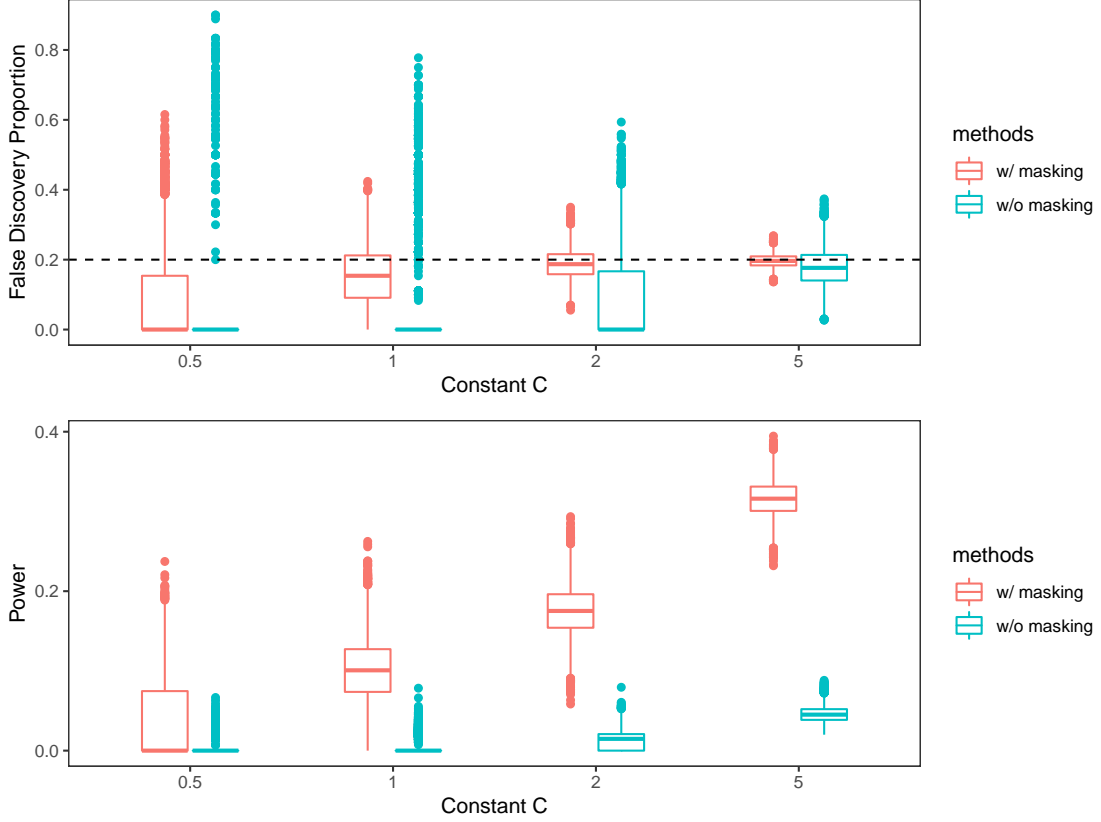 False Discovery Proportion
0.8
0.6
0.4
0.2
0.0
0.5 1 2 5
Constant C
methods
w/ masking
w/o masking
Power
0.4
0.2
0.0
0.5 1 2 5
Constant C
methods
w/ masking
w/o masking